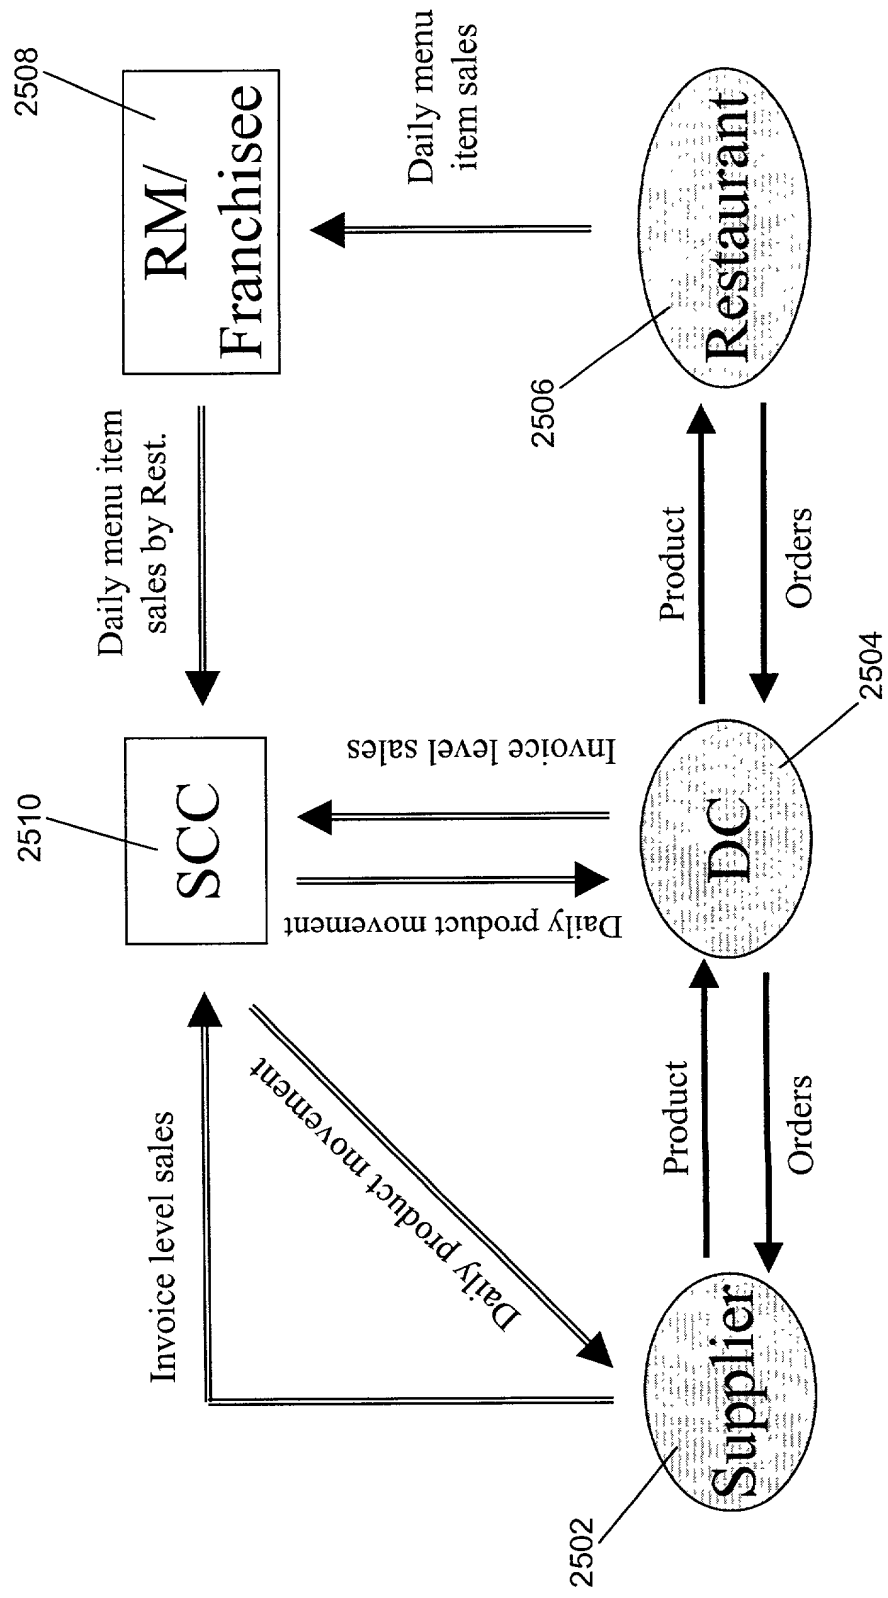 2510
2508
SCC
RM/
Franchisee
Invoice level sales
Daily menu item
sales by Rest.
Daily product movement
Daily product movement
Invoice level sales
Daily menu
item sales
2502
2506
Supplier
Product
DC
Product
Restaurant
Orders
Orders
2504